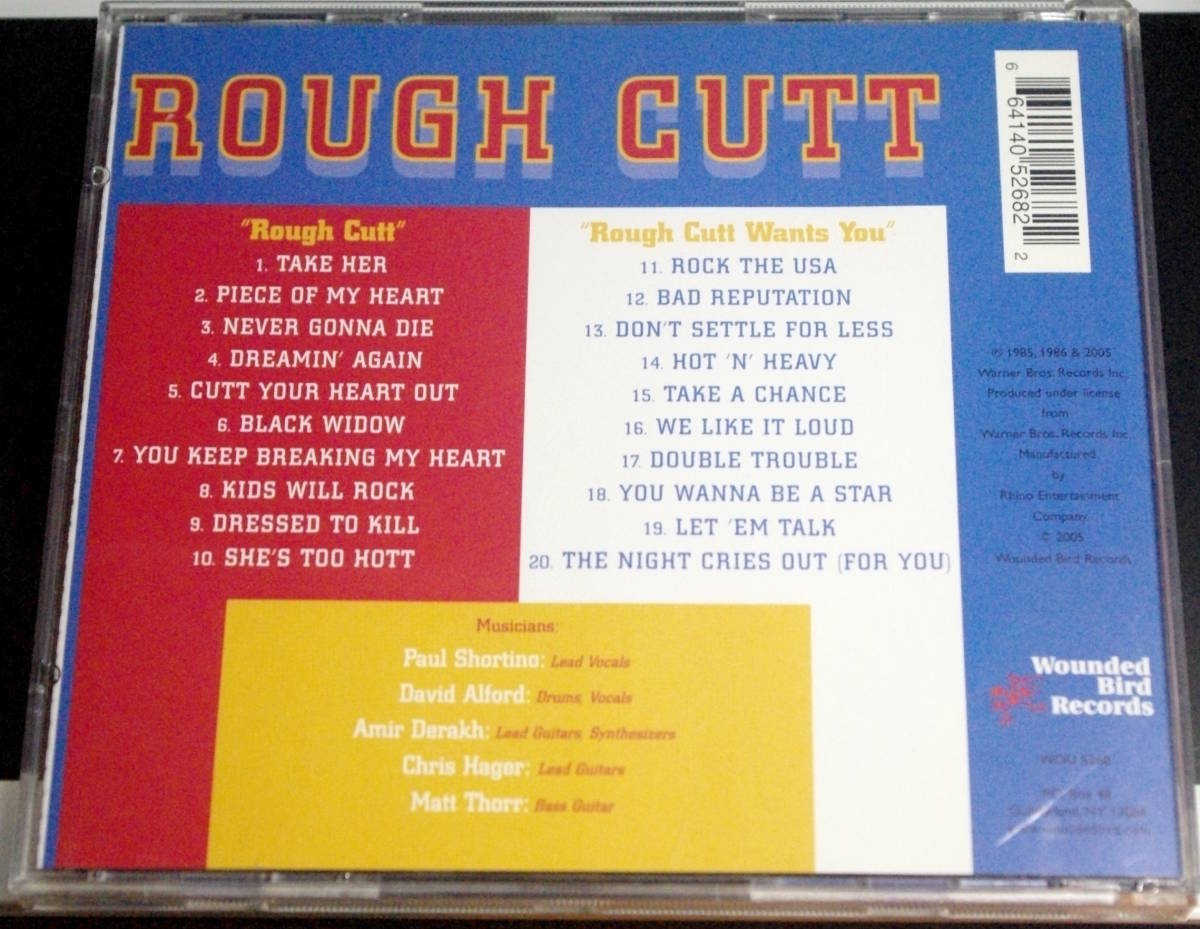 ROUGH CUTT
"Rough Cutt"
1. TAKE HER
2. PIECE OF MY HEART
3. NEVER GONNA DIE
4. DREAMIN' AGAIN
5. CUTT YOUR HEART OUT
6. BLACK WIDOW
7. YOU KEEP BREAKING MY HEART
8. KIDS WILL ROCK
9. DRESSED TO KILL
10. SHE'S TOO HOTT
"Rough Cutt Wants You"
11. ROCK THE USA
12. BAD REPUTATION
13. DON'T SETTLE FOR LESS
14. HOT 'N' HEAVY
15. TAKE A CHANCE
16. WE LIKE IT LOUD
17. DOUBLE TROUBLE
18. YOU WANNA BE A STAR
19. LET 'EM TALK
20. THE NIGHT CRIES OUT (FOR YOU)
Musicians:
Paul Shortino: Lead Vocals
David Alford: Drums, Vocals
Amir Derakh: Lead Guitars, Synthesizers
Chris Hager: Lead Guitars
Matt Thorr: Bass Guitar
6 64140 52682 2
℗ 1985, 1986 & 2005
Warner Bros. Records Inc.
Produced under license
from
Warner Bros. Records Inc.
Manufactured
by
Rhino Entertainment
Company
© 2005
Wounded Bird Records
Wounded
Bird
Records
WOU 5268